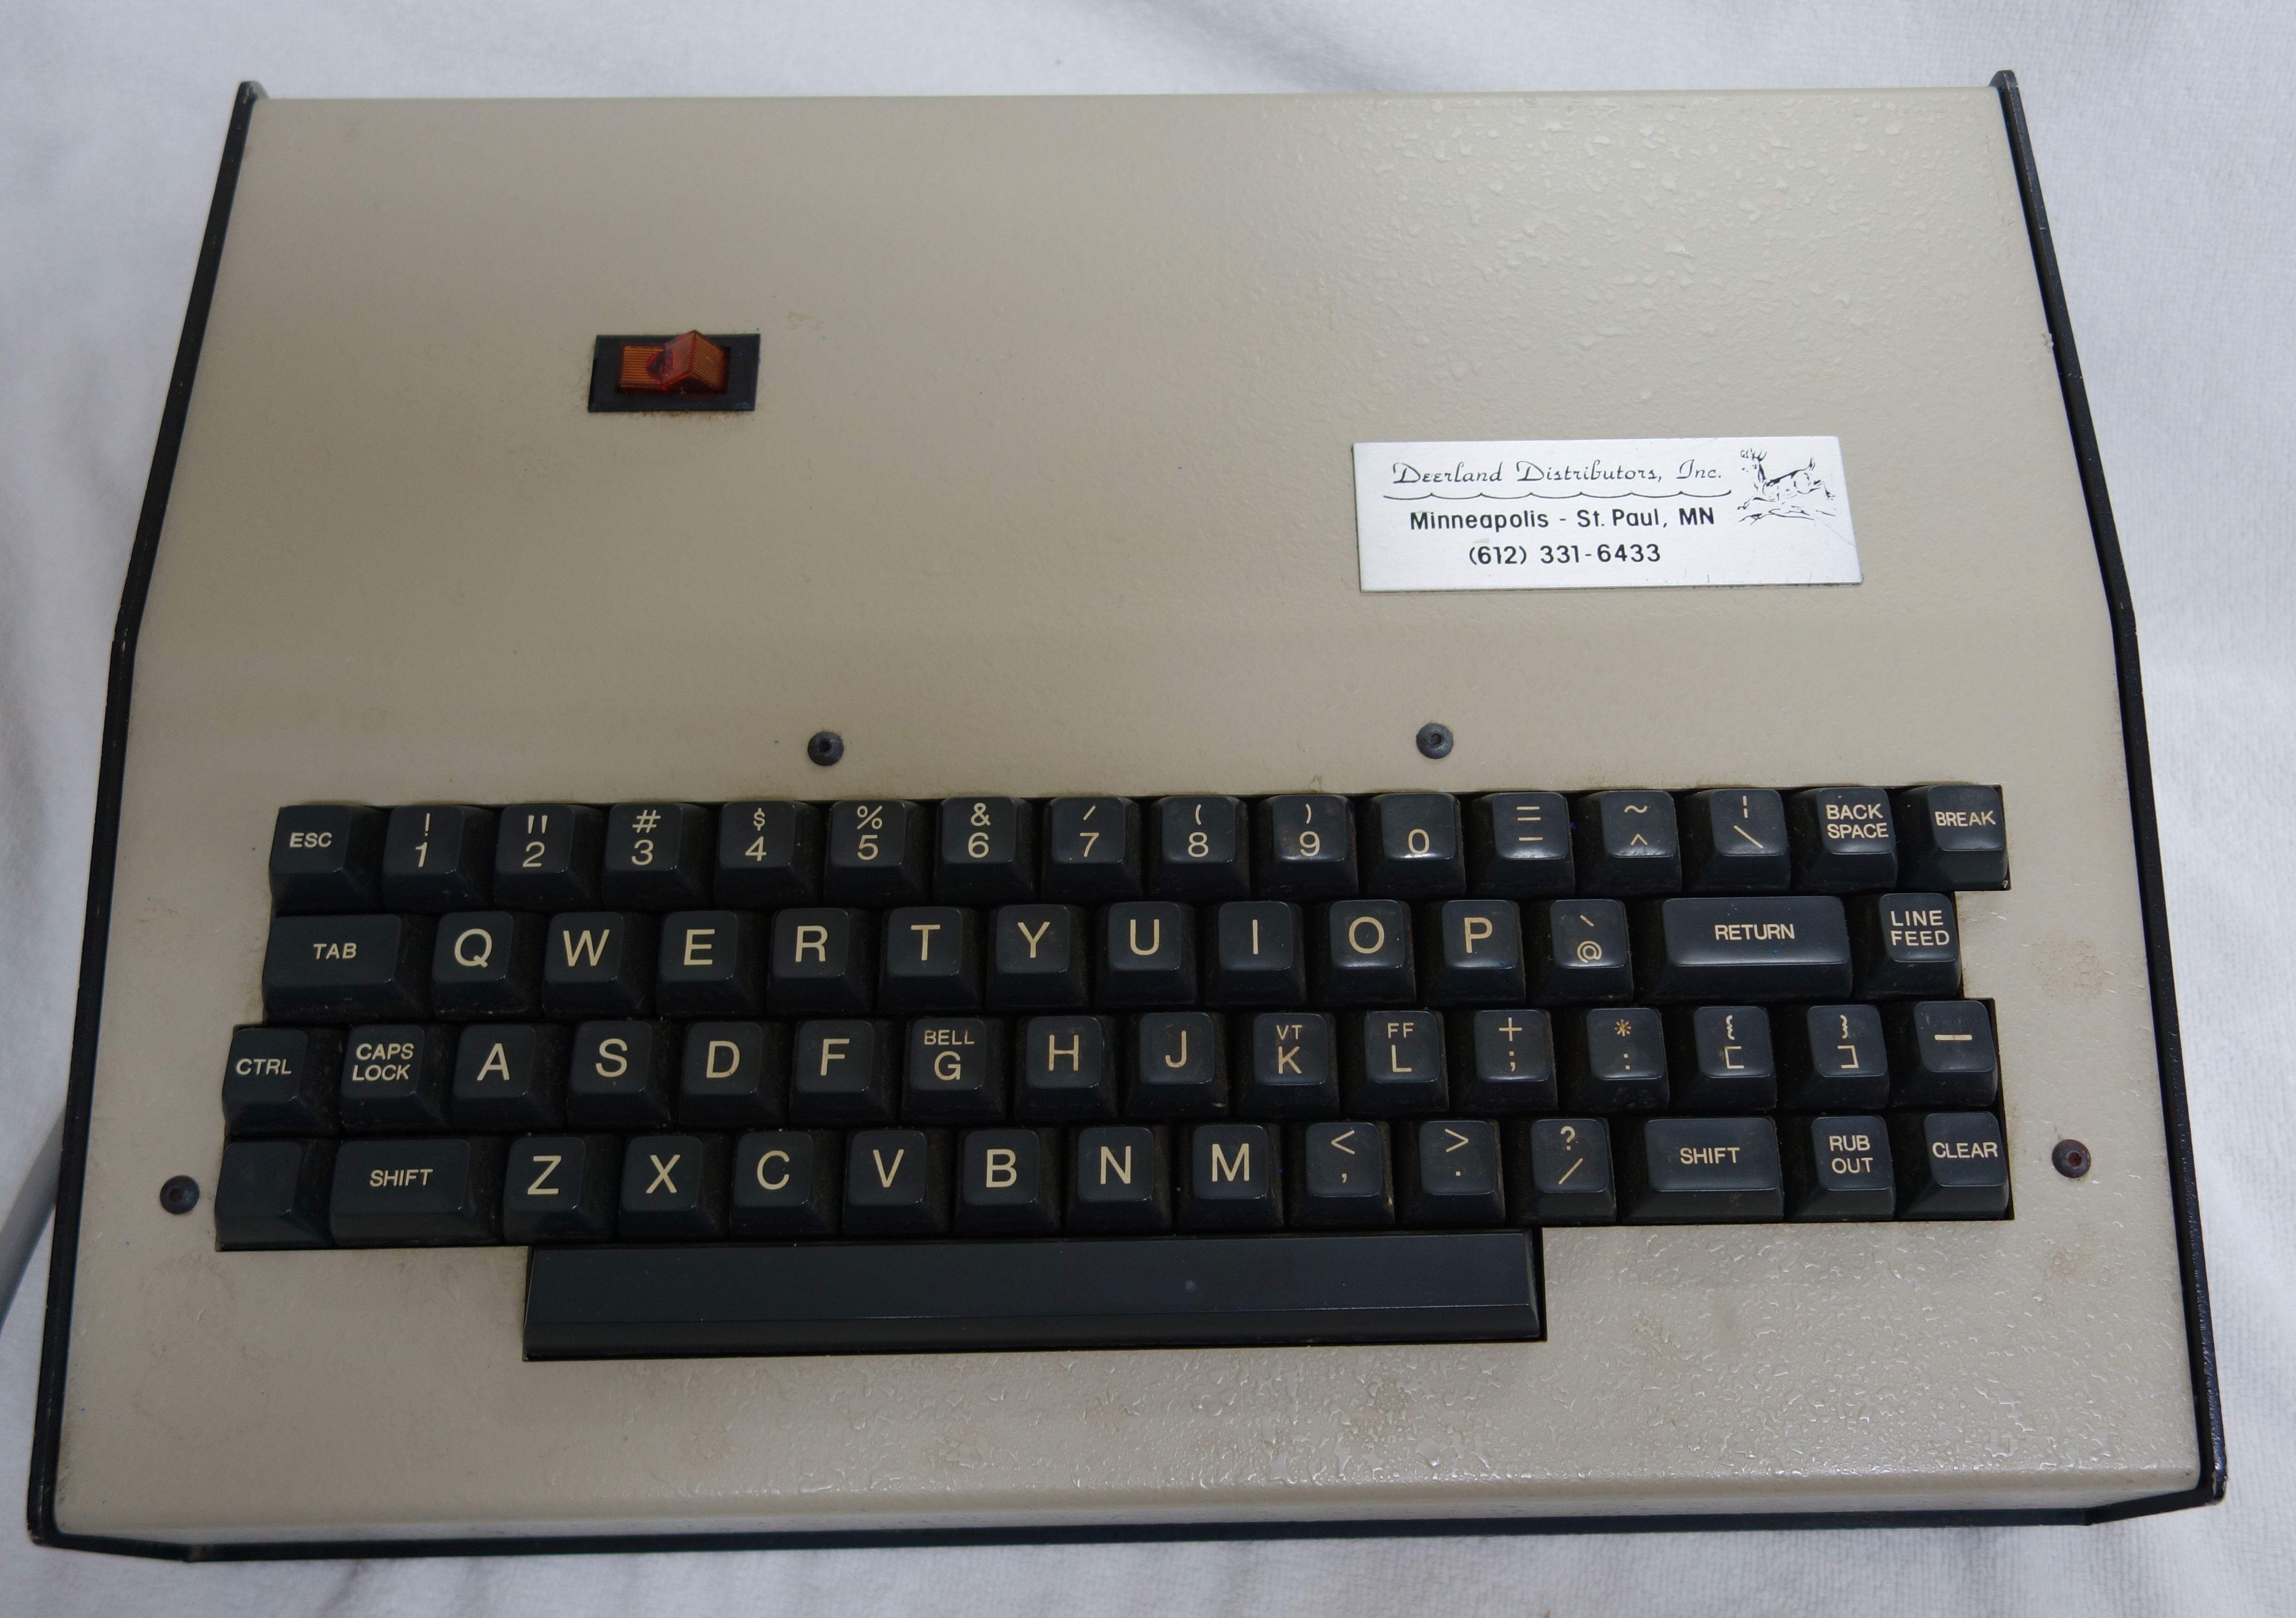 Deerland Distributors, Inc.
Minneapolis - St. Paul, MN
(612) 331-6433
ESC ! 1 " 2 # 3 $ 4 % 5 & 6 ' 7 ( 8 ) 9 0 = - ~ ^ ¦ \ BACK SPACE BREAK
TAB Q W E R T Y U I O P ` @ RETURN LINE FEED
CTRL CAPS LOCK A S D F BELL G H J VT K FF L + ; * : { [ } ] —
SHIFT Z X C V B N M < , > . ? / SHIFT RUB OUT CLEAR